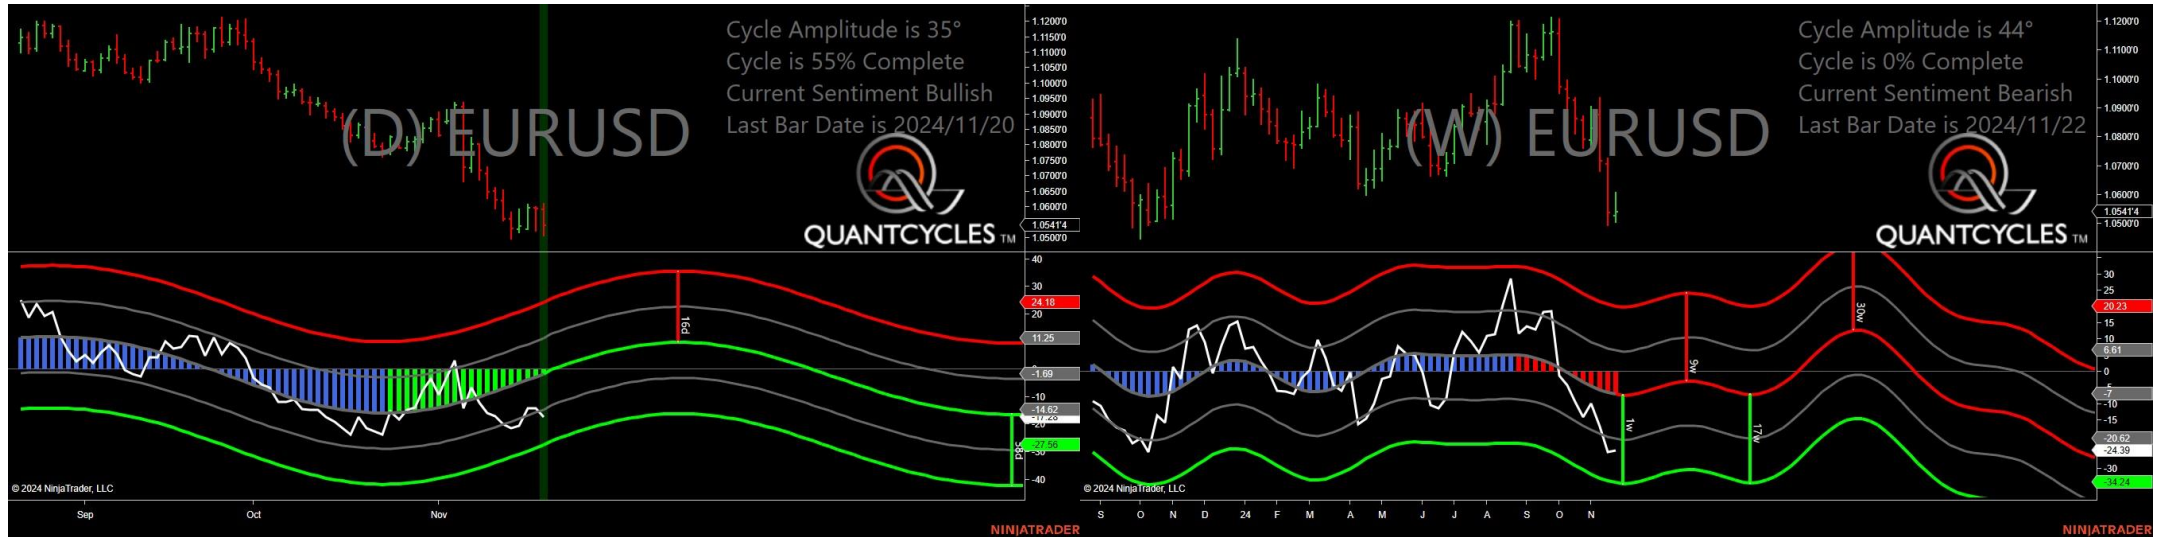 Cycle Amplitude is 35°
Cycle is 55% Complete
Current Sentiment Bullish
Last Bar Date is 2024/11/20
(D) EURUSD
QUANTCYCLES TM
1.1200'0
1.1150'0
1.1100'0
1.1050'0
1.1000'0
1.0950'0
1.0900'0
1.0850'0
1.0800'0
1.0750'0
1.0700'0
1.0650'0
1.0600'0
1.0541'4
1.0500'0
40
30
24.18
20
11.25
0
-1.69
-10
-14.62
-17.28
-20
-27.56
-30
-40
16d
© 2024 NinjaTrader, LLC
Sep Oct Nov
NINJATRADER
Cycle Amplitude is 44°
Cycle is 0% Complete
Current Sentiment Bearish
Last Bar Date is 2024/11/22
(W) EURUSD
QUANTCYCLES TM
1.1200'0
1.1100'0
1.1000'0
1.0900'0
1.0800'0
1.0700'0
1.0600'0
1.0541'4
1.0500'0
30
25
20.23
15
10
6.61
5
0
-5
-7
-10
-15
-20.62
-24.39
-30
-34.24
1w
9w
17w
30w
© 2024 NinjaTrader, LLC
S O N D 24 F M A M J J A S O N
NINJATRADER